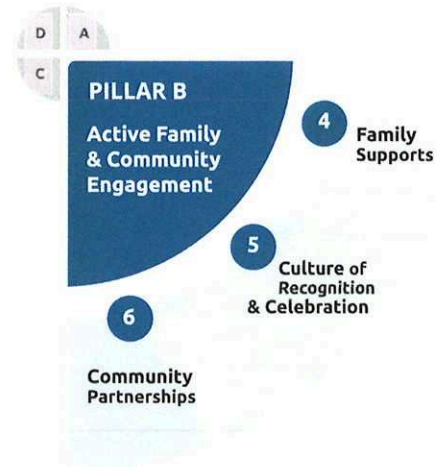 D A
C
PILLAR B
Active Family
& Community
Engagement
4
Family
Supports
5
Culture of
Recognition
& Celebration
6
Community
Partnerships